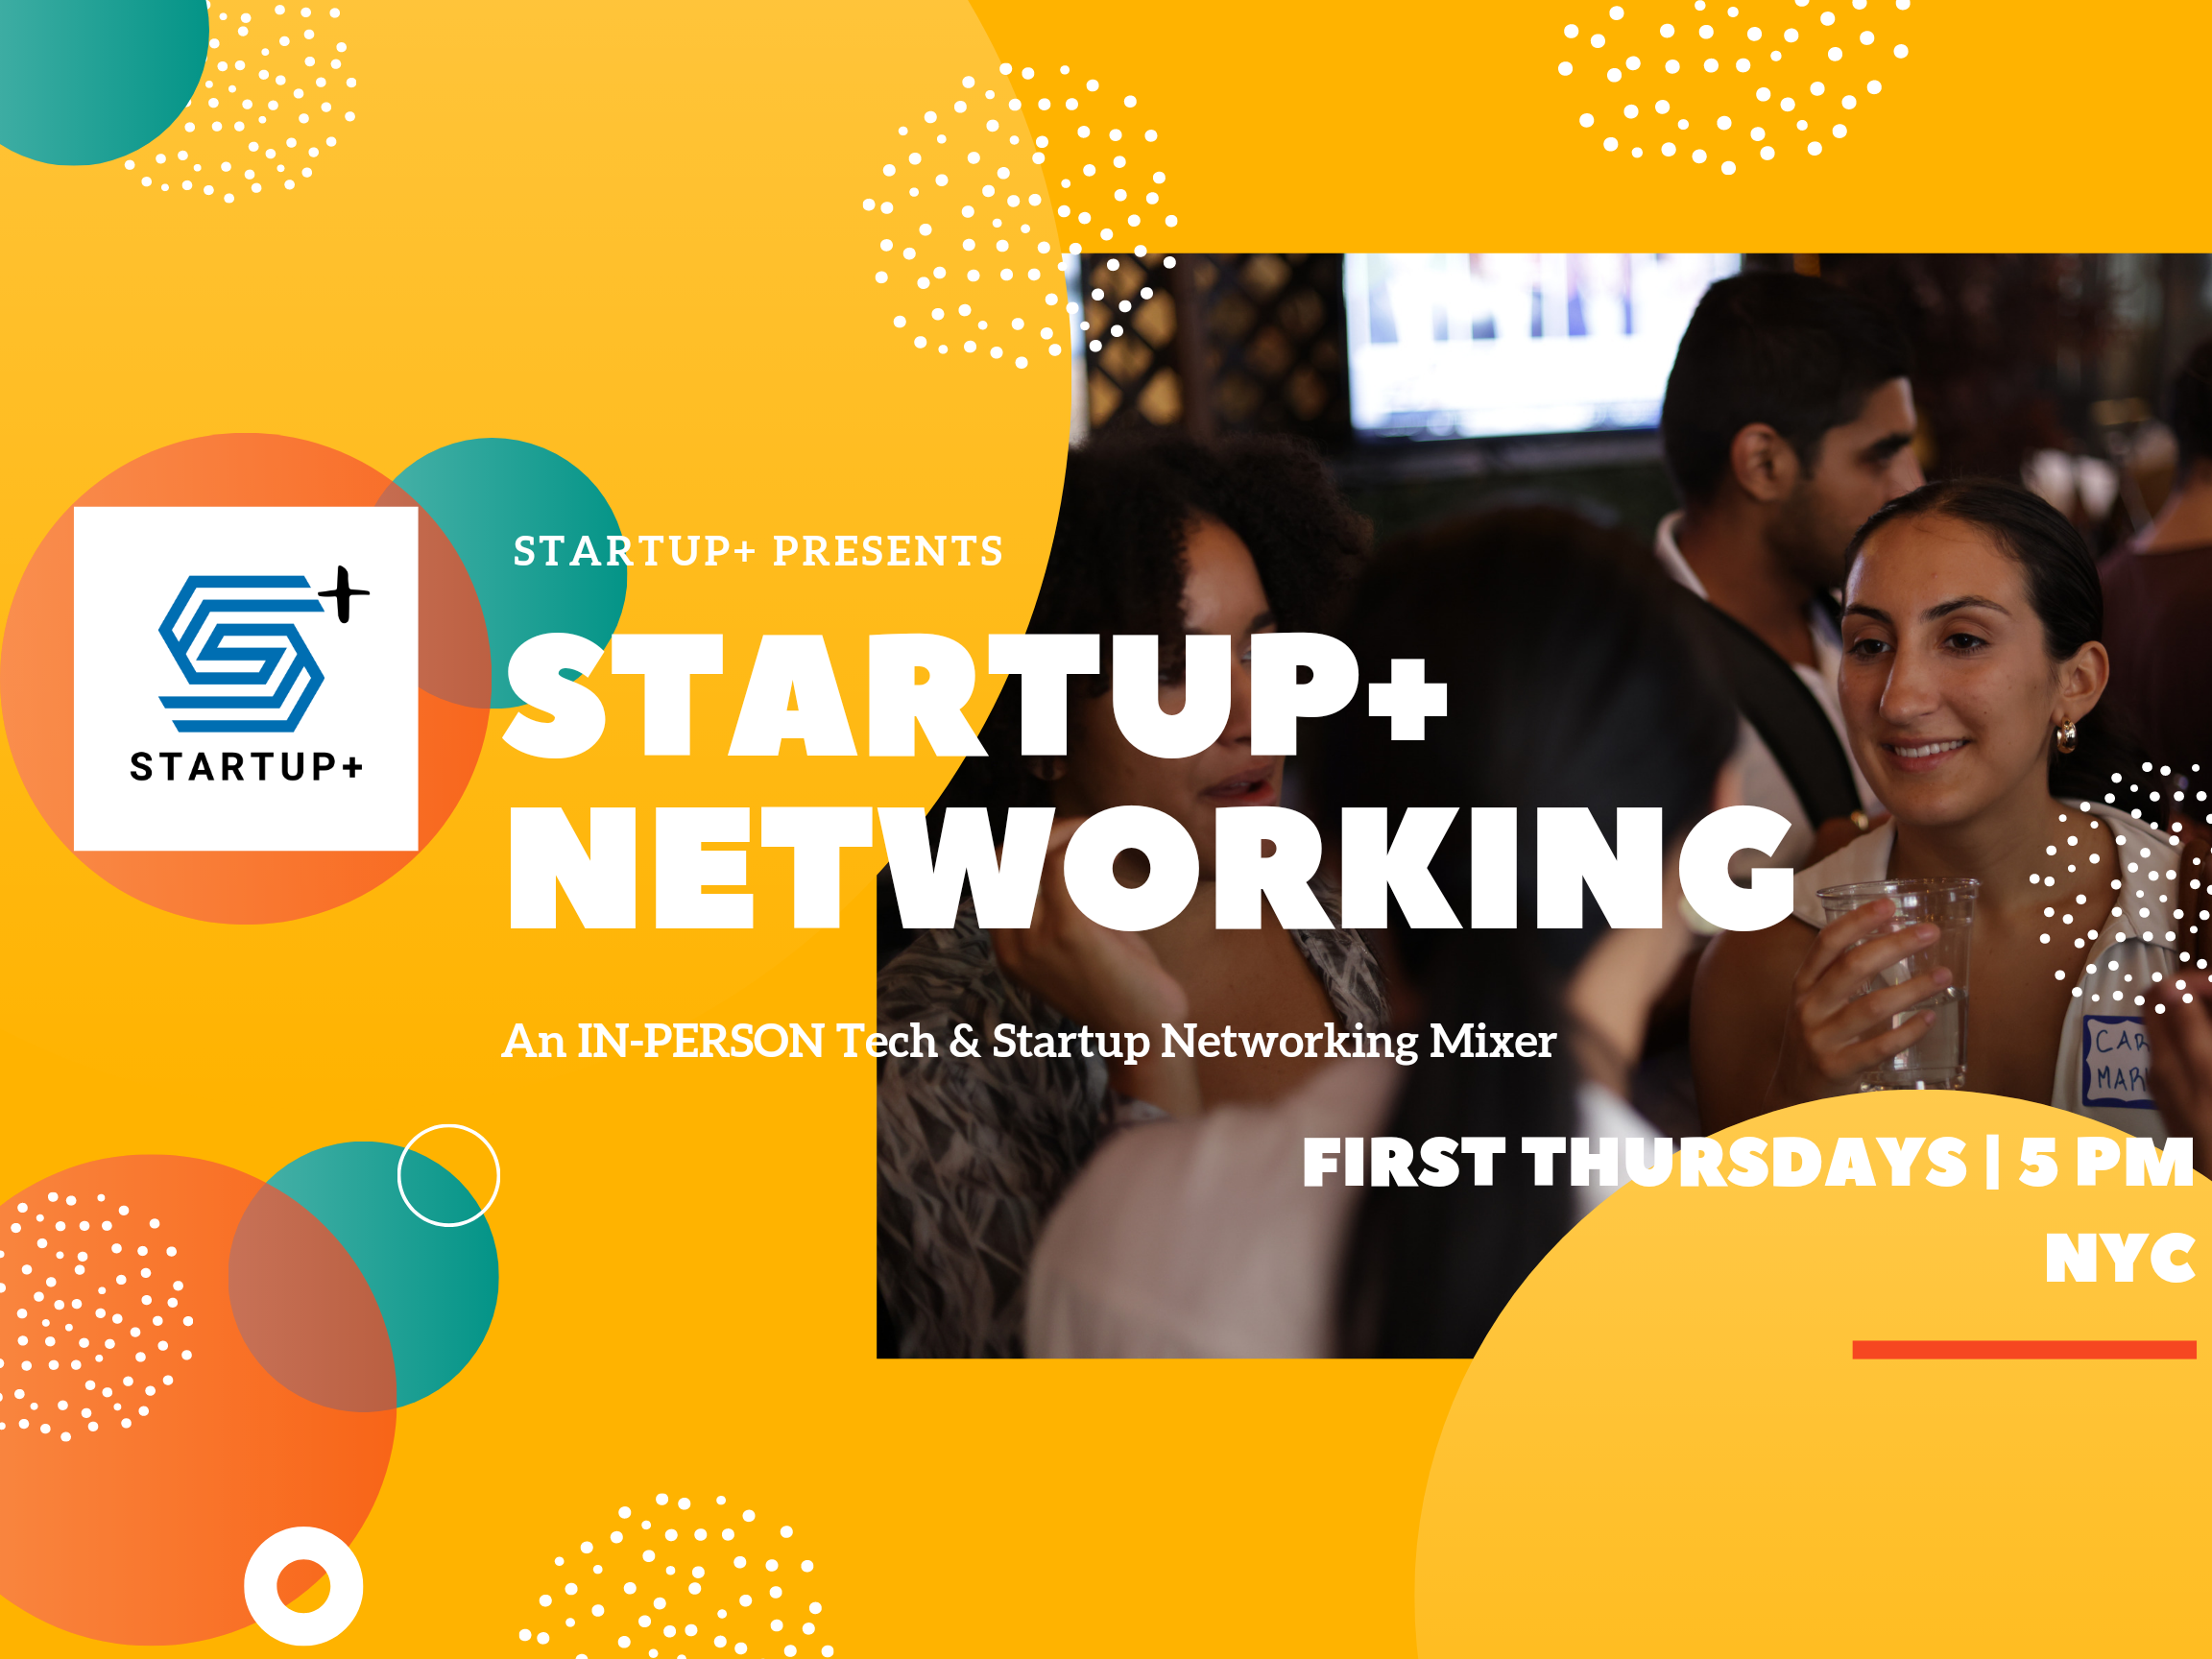 STARTUP+ PRESENTS
STARTUP+
STARTUP+
NETWORKING
An IN-PERSON Tech & Startup Networking Mixer
CAR
MAR
FIRST THURSDAYS | 5 PM
NYC